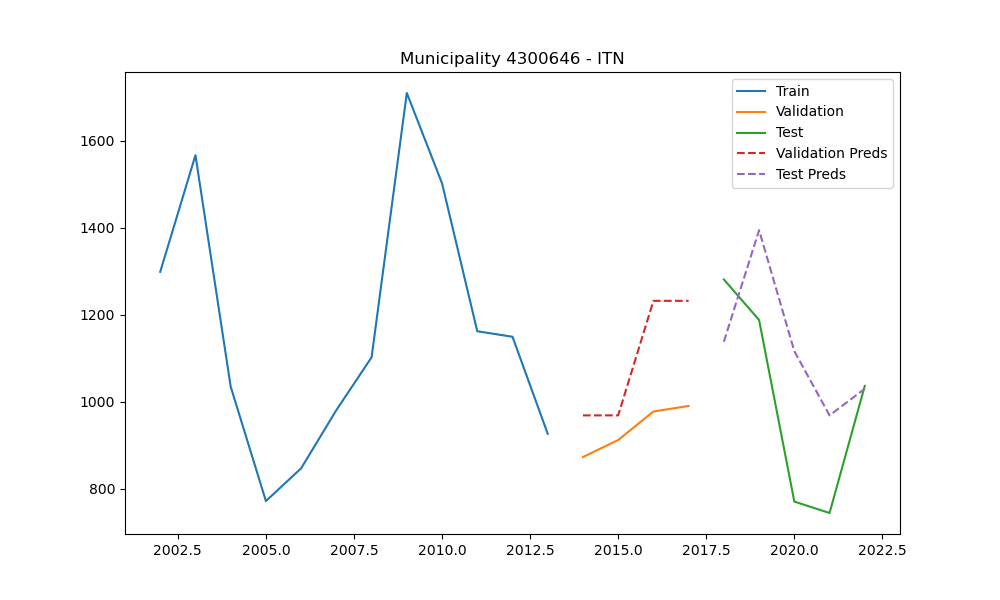 Municipality 4300646 - ITN
Train
Validation
Test
Validation Preds
Test Preds
1600
1400
1200
1000
800
2002.5 2005.0 2007.5 2010.0 2012.5 2015.0 2017.5 2020.0 2022.5